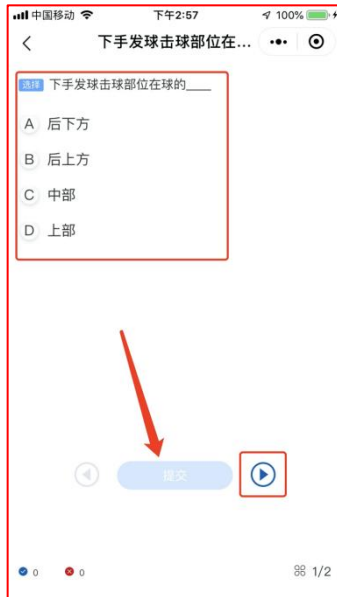 中国移动 下午2:57 100%
下手发球击球部位在...
选择 下手发球击球部位在球的____
A 后下方
B 后上方
C 中部
D 上部
提交
0 0 1/2